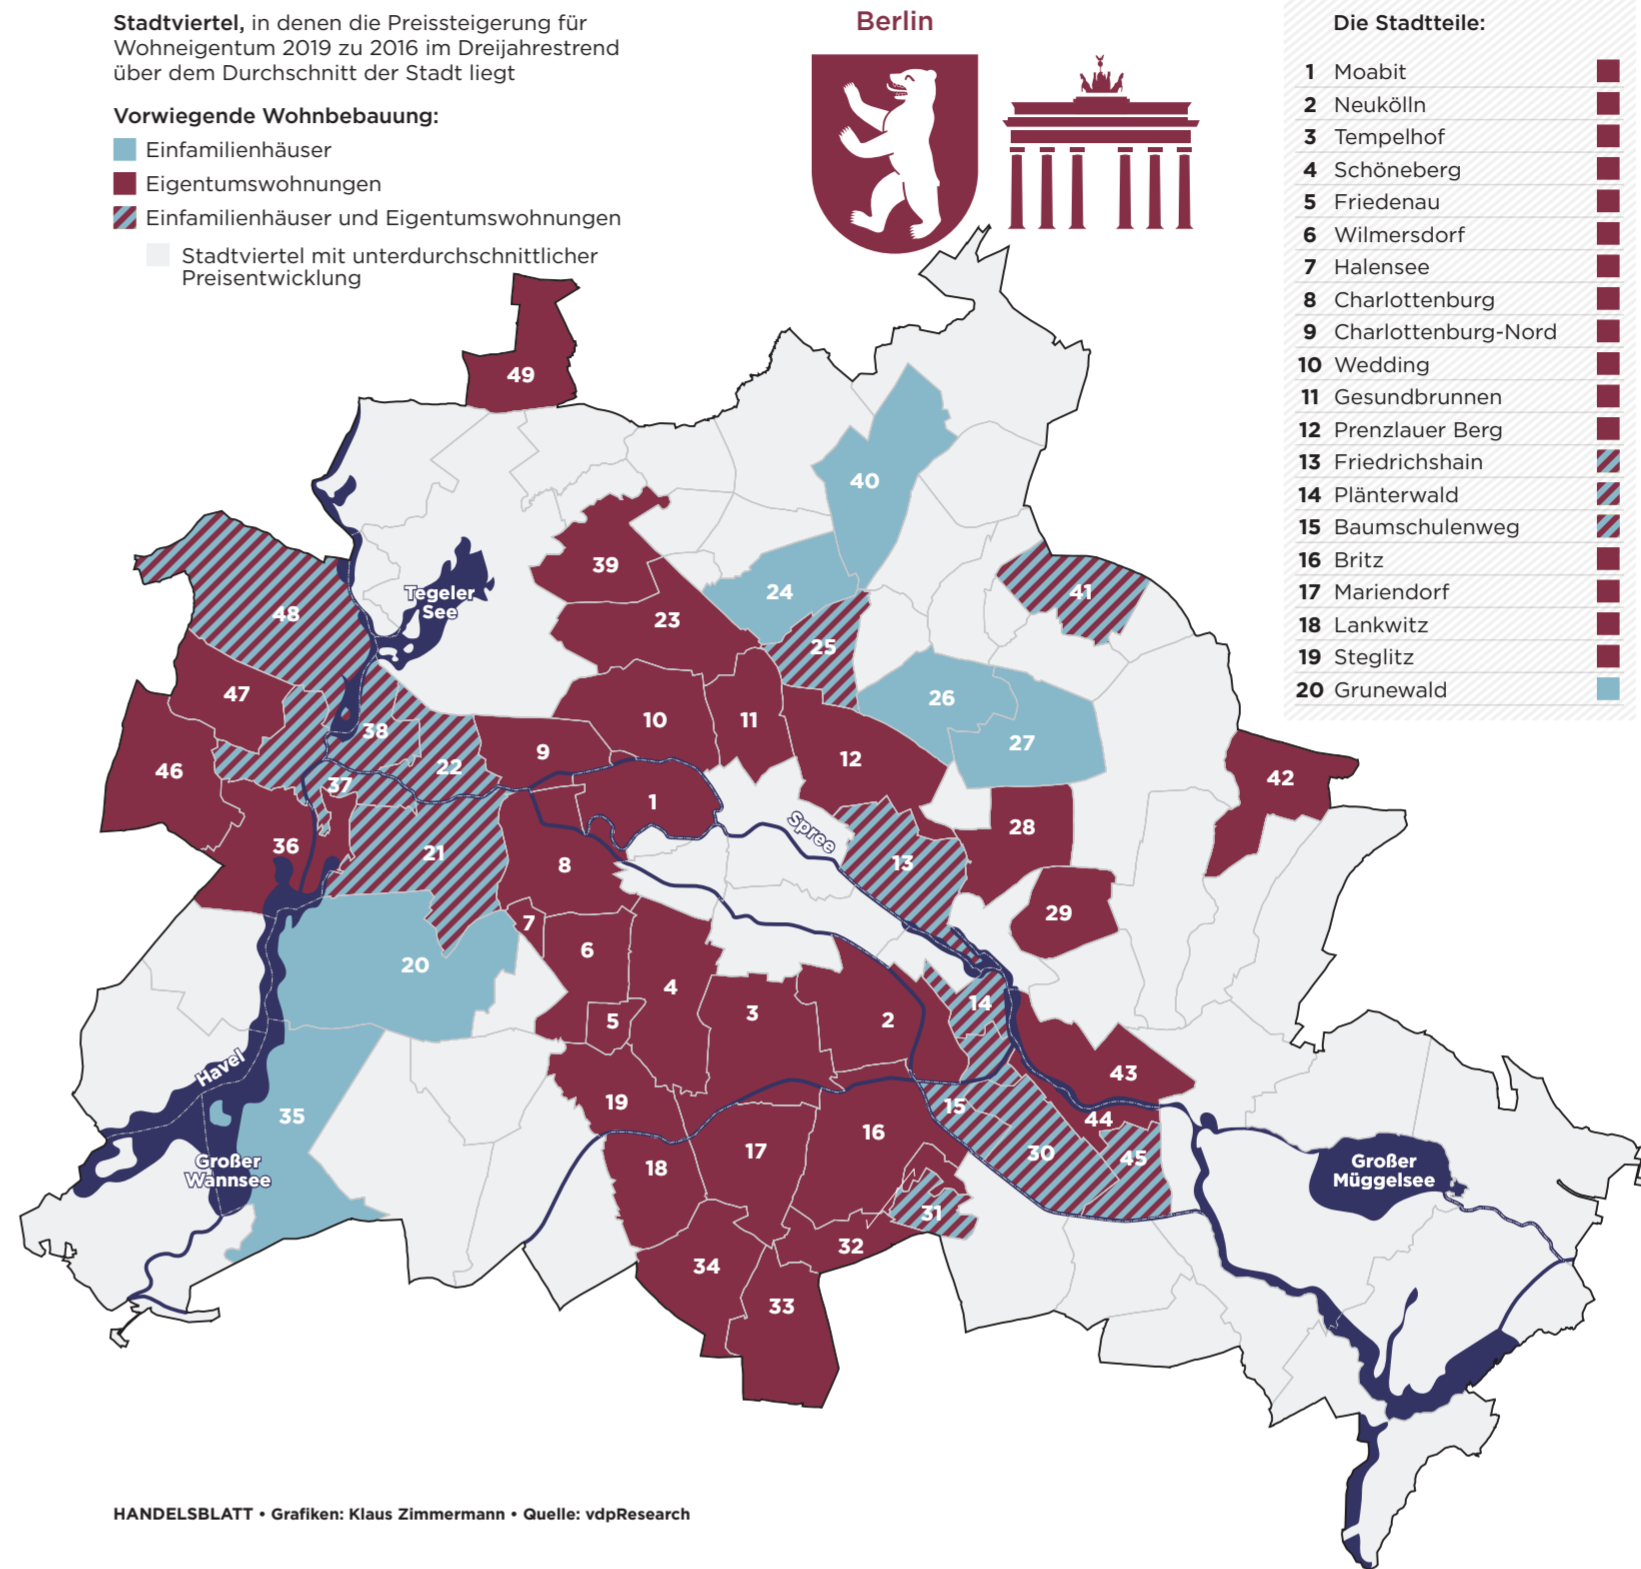 Stadtviertel, in denen die Preissteigerung für
Wohneigentum 2019 zu 2016 im Dreijahrestrend
über dem Durchschnitt der Stadt liegt
Vorwiegende Wohnbebauung:
Einfamilienhäuser
Eigentumswohnungen
Einfamilienhäuser und Eigentumswohnungen
Stadtviertel mit unterdurchschnittlicher
Preisentwicklung
Berlin
Die Stadtteile:
1 Moabit
2 Neukölln
3 Tempelhof
4 Schöneberg
5 Friedenau
6 Wilmersdorf
7 Halensee
8 Charlottenburg
9 Charlottenburg-Nord
10 Wedding
11 Gesundbrunnen
12 Prenzlauer Berg
13 Friedrichshain
14 Plänterwald
15 Baumschulenweg
16 Britz
17 Mariendorf
18 Lankwitz
19 Steglitz
20 Grunewald
49
40
39
24
41
Tegeler
See
48
23
25
47
26
10
11
38
27
9
12
46
22
42
37
1
28
Spree
36
21
8
13
29
7
6
20
4
14
3
2
5
Havel
43
19
15
44
35
16
17
30
45
18
Großer
Wannsee
Großer
Müggelsee
31
32
34
33
HANDELSBLATT • Grafiken: Klaus Zimmermann • Quelle: vdpResearch